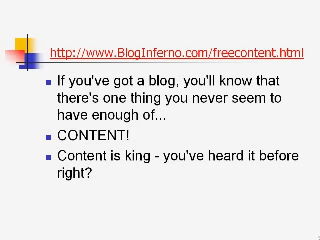 http://www.BlogInferno.com/freecontent.html
If you've got a blog, you'll know that
there's one thing you never seem to
have enough of...
CONTENT!
Content is king - you've heard it before
right?